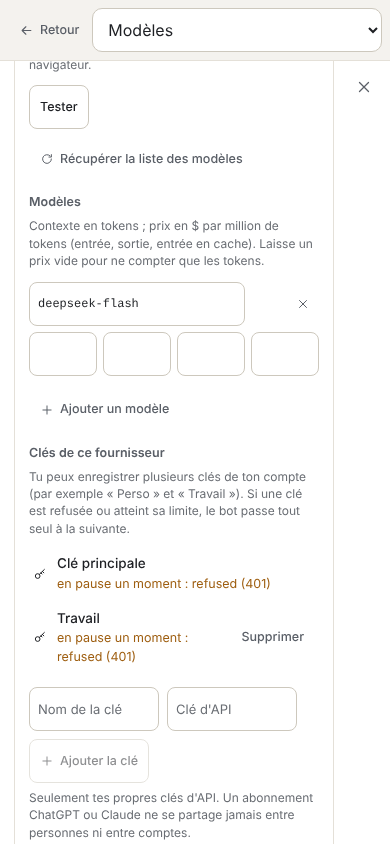 Retour
Modèles
navigateur.
Tester
Récupérer la liste des modèles
Modèles
Contexte en tokens ; prix en $ par million de
tokens (entrée, sortie, entrée en cache). Laisse un
prix vide pour ne compter que les tokens.
deepseek-flash
Ajouter un modèle
Clés de ce fournisseur
Tu peux enregistrer plusieurs clés de ton compte
(par exemple « Perso » et « Travail »). Si une clé
est refusée ou atteint sa limite, le bot passe tout
seul à la suivante.
Clé principale
en pause un moment : refused (401)
Travail
en pause un moment :
refused (401)
Supprimer
Nom de la clé
Clé d'API
Ajouter la clé
Seulement tes propres clés d'API. Un abonnement
ChatGPT ou Claude ne se partage jamais entre
personnes ni entre comptes.